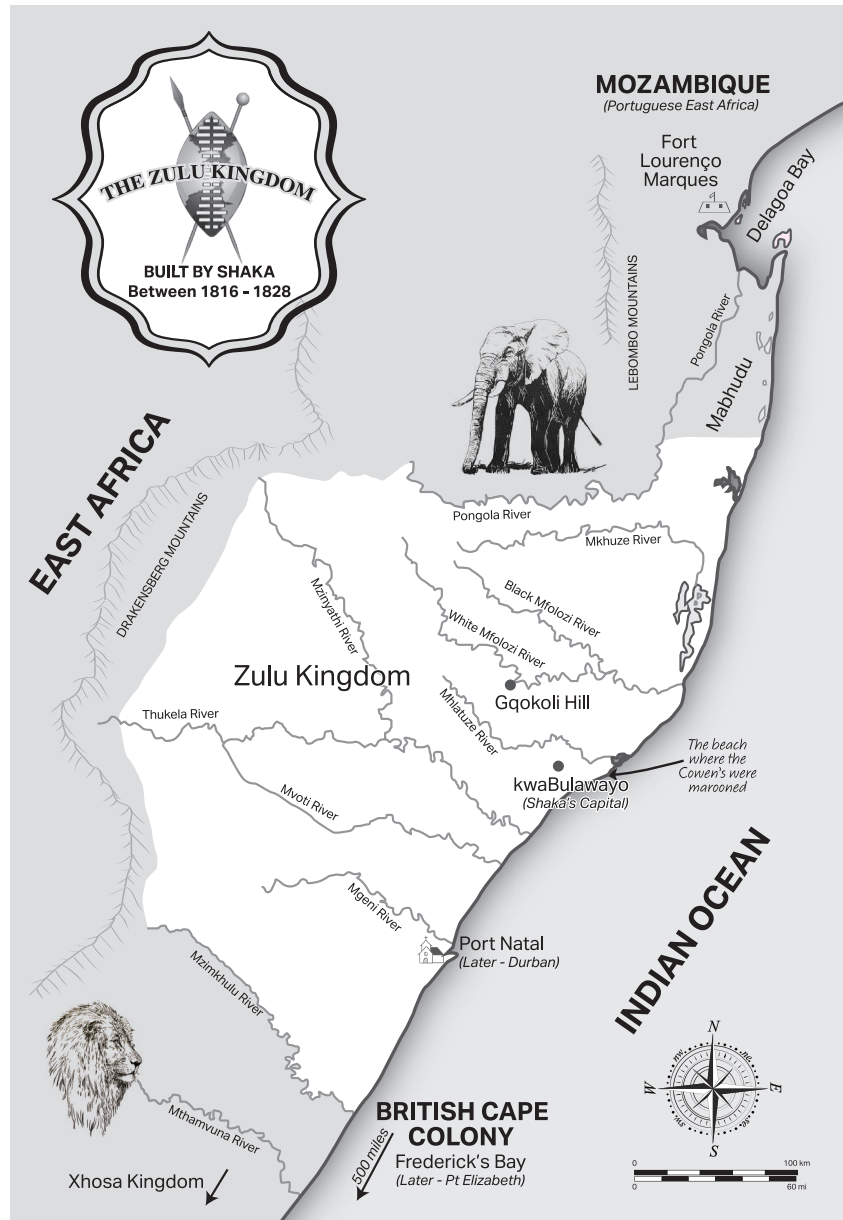 THE ZULU KINGDOM
BUILT BY SHAKA
Between 1816 - 1828
MOZAMBIQUE
(Portuguese East Africa)
Fort
Lourenço
Marques
Delagoa Bay
LEBOMBO MOUNTAINS
Pongola River
Mabhudu
EAST AFRICA
DRAKENSBERG MOUNTAINS
Pongola River
Mkhuze River
Mzinyathi River
Black Mfolozi River
White Mfolozi River
Zulu Kingdom
Gqokoli Hill
Mhlatuze River
Thukela River
The beach
where the
Cowen's were
marooned
kwaBulawayo
(Shaka's Capital)
Mvoti River
Mgeni River
Port Natal
(Later - Durban)
INDIAN OCEAN
Mzimkhulu River
Mthamvuna River
Xhosa Kingdom
BRITISH CAPE
COLONY
500 miles
Frederick's Bay
(Later - Pt Elizabeth)
N
nw
ne
W
E
sw
se
S
0 100 km
0 60 mi